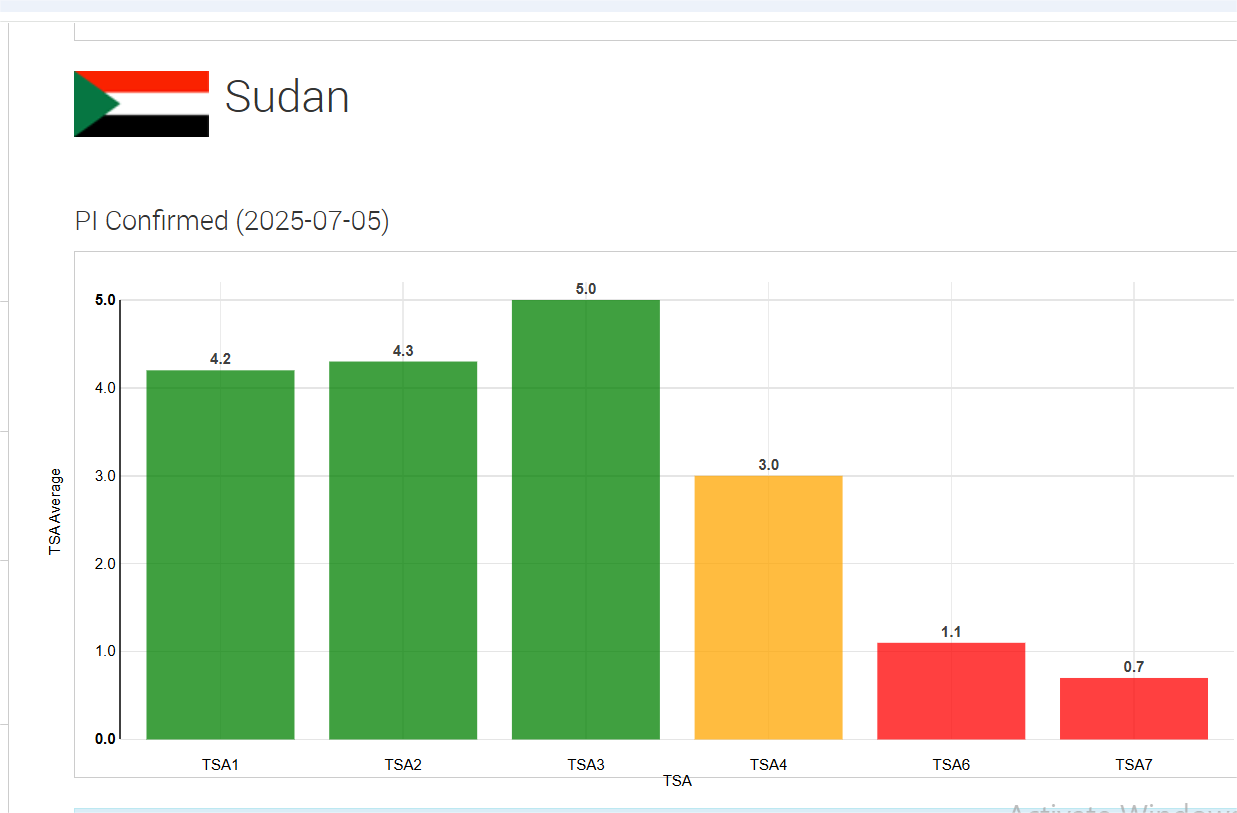 Sudan
PI Confirmed (2025-07-05)
5.0
5.0
4.3
4.2
4.0
3.0
3.0
TSA Average
2.0
1.1
1.0
0.7
0.0
TSA1 TSA2 TSA3 TSA4 TSA6 TSA7
TSA
Activate Windows